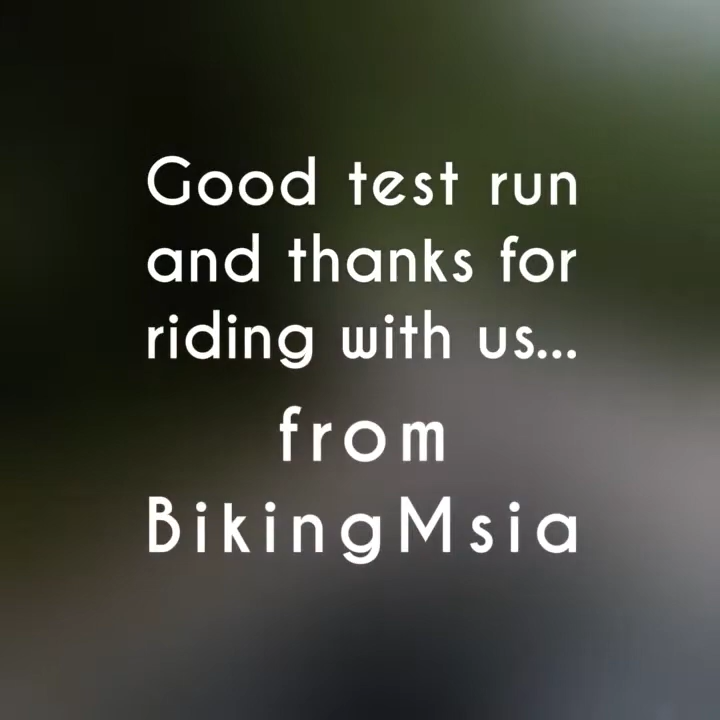 Good test run
and thanks for
riding with us...
from
BikingMsia